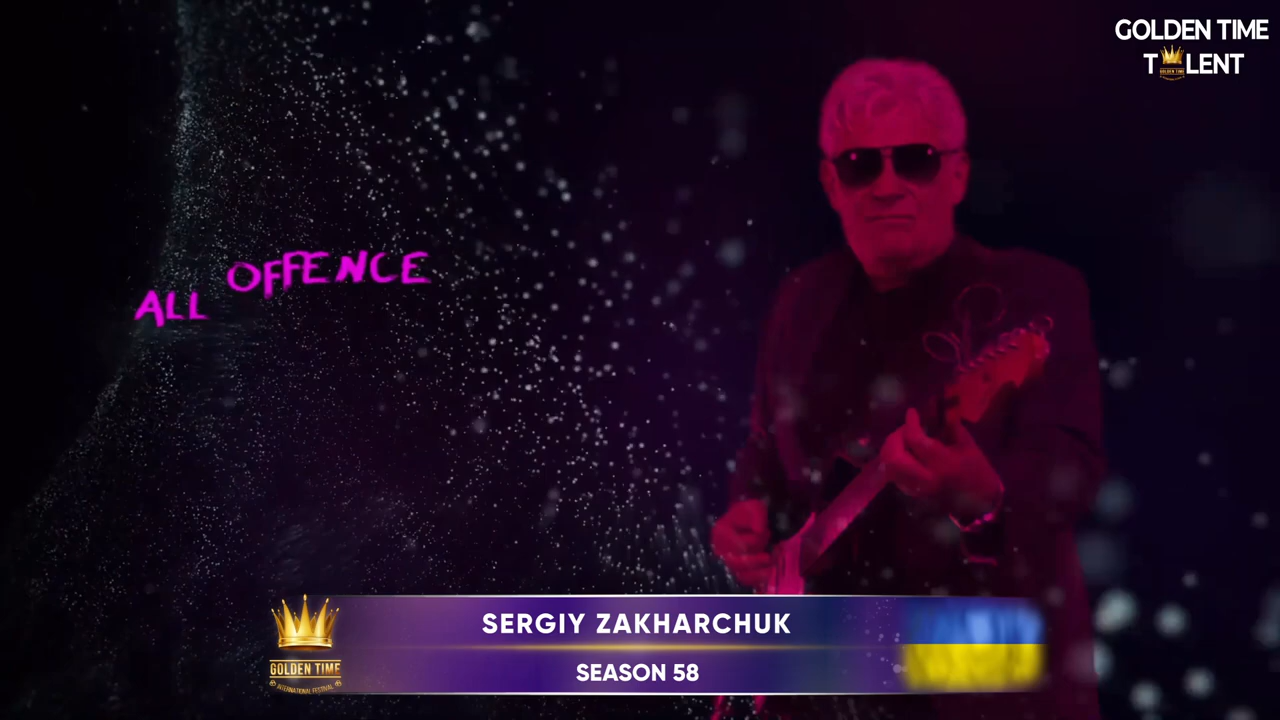 GOLDEN TIME
TALENT
ALL OFFENCE
SERGIY ZAKHARCHUK
SEASON 58
GOLDEN TIME
INTERNATIONAL FESTIVAL